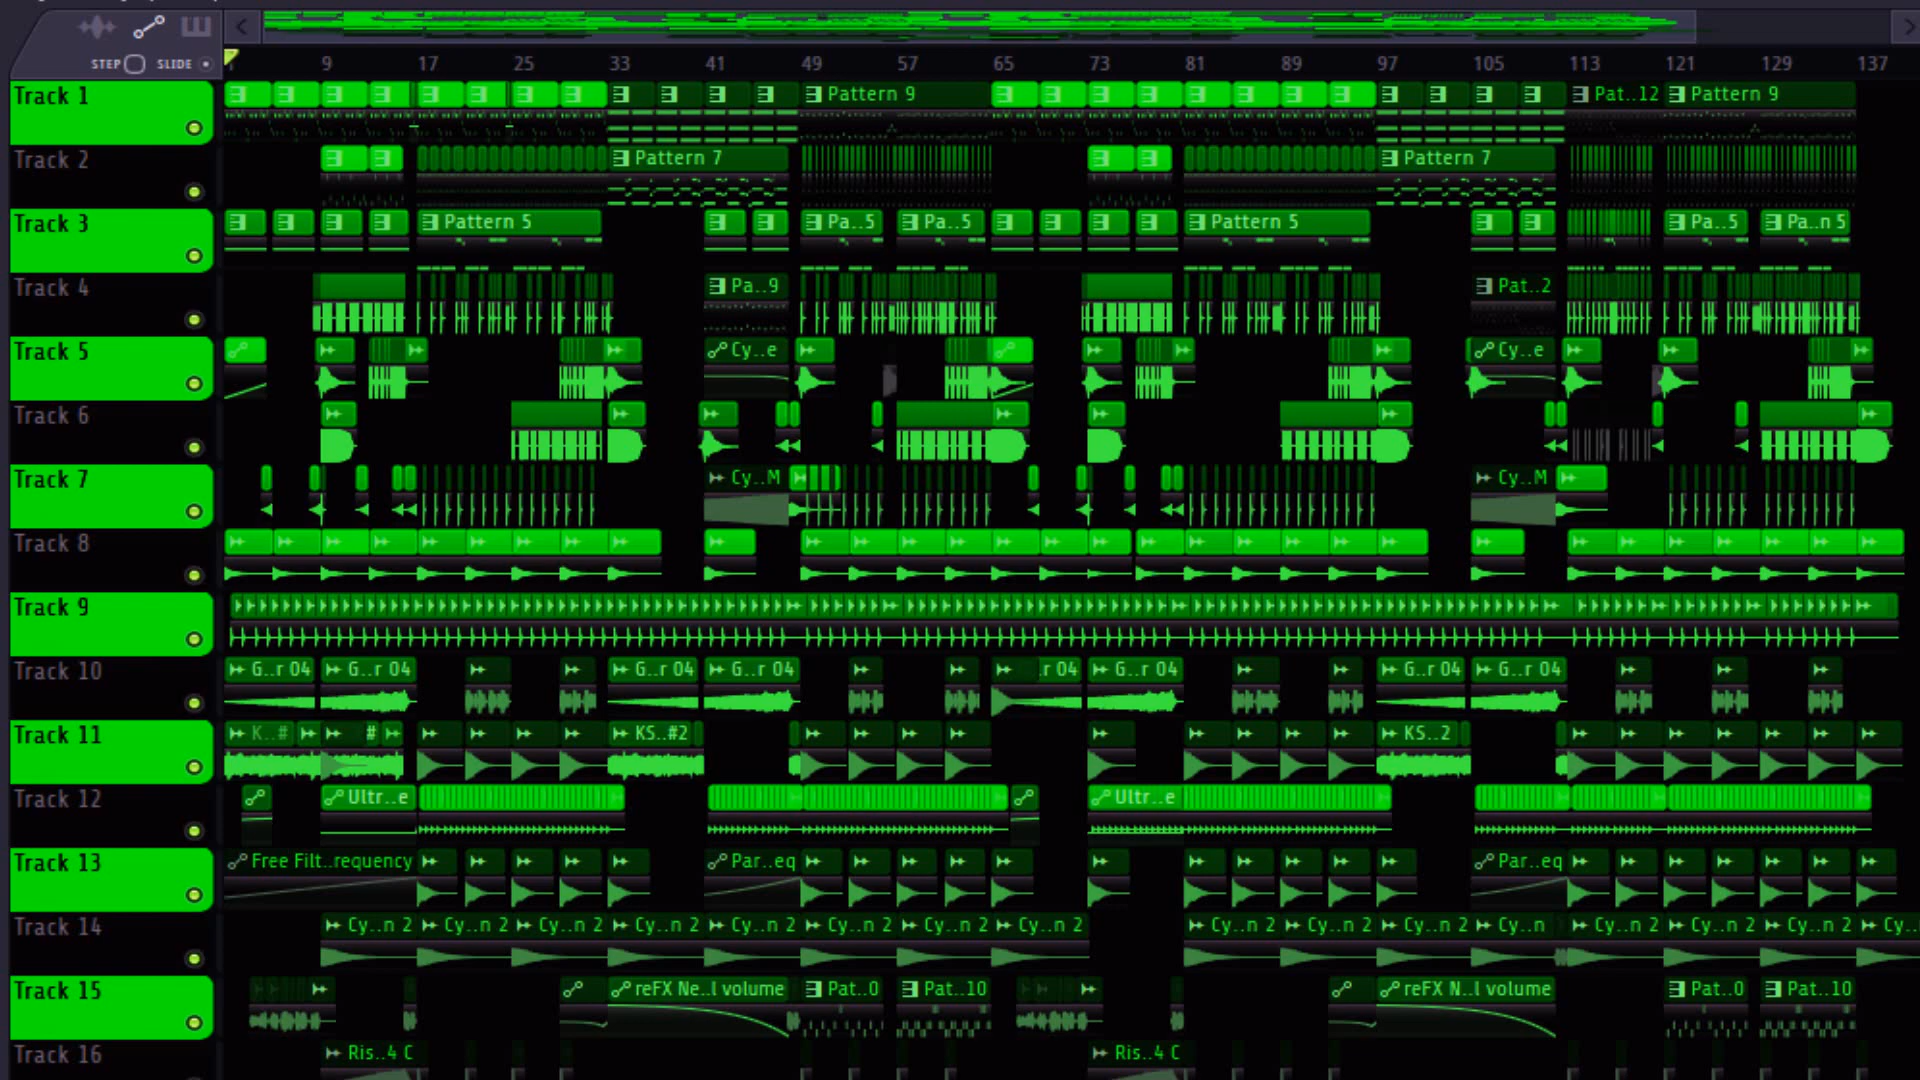 STEP SLIDE
1 9 17 25 33 41 49 57 65 73 81 89 97 105 113 121 129 137
Track 1 Pattern 9 Pat..12 Pattern 9
Track 2 Pattern 7 Pattern 7
Track 3 Pattern 5 Pa..5 Pa..5 Pattern 5 Pa..5 Pa..n 5
Track 4 Pa..9 Pat..2
Track 5 Cy..e Cy..e
Track 6
Track 7 Cy..M Cy..M
Track 8
Track 9
Track 10 G..r 04 G..r 04 G..r 04 G..r 04 .r 04 G..r 04 G..r 04 G..r 04
Track 11 K..# # KS..#2 KS..2
Track 12 Ultr..e Ultr..e
Track 13 Free Filt..requency Par..eq Par..eq
Track 14 Cy..n 2 Cy..n 2 Cy..n 2 Cy..n 2 Cy..n 2 Cy..n 2 Cy..n 2 Cy..n 2 Cy..n 2 Cy..n 2 Cy..n 2 Cy..n Cy..n 2 Cy..n 2 Cy..n 2 Cy..
Track 15 reFX Ne..l volume Pat..0 Pat..10 reFX N..l volume Pat..0 Pat..10
Track 16 Ris..4 C Ris..4 C